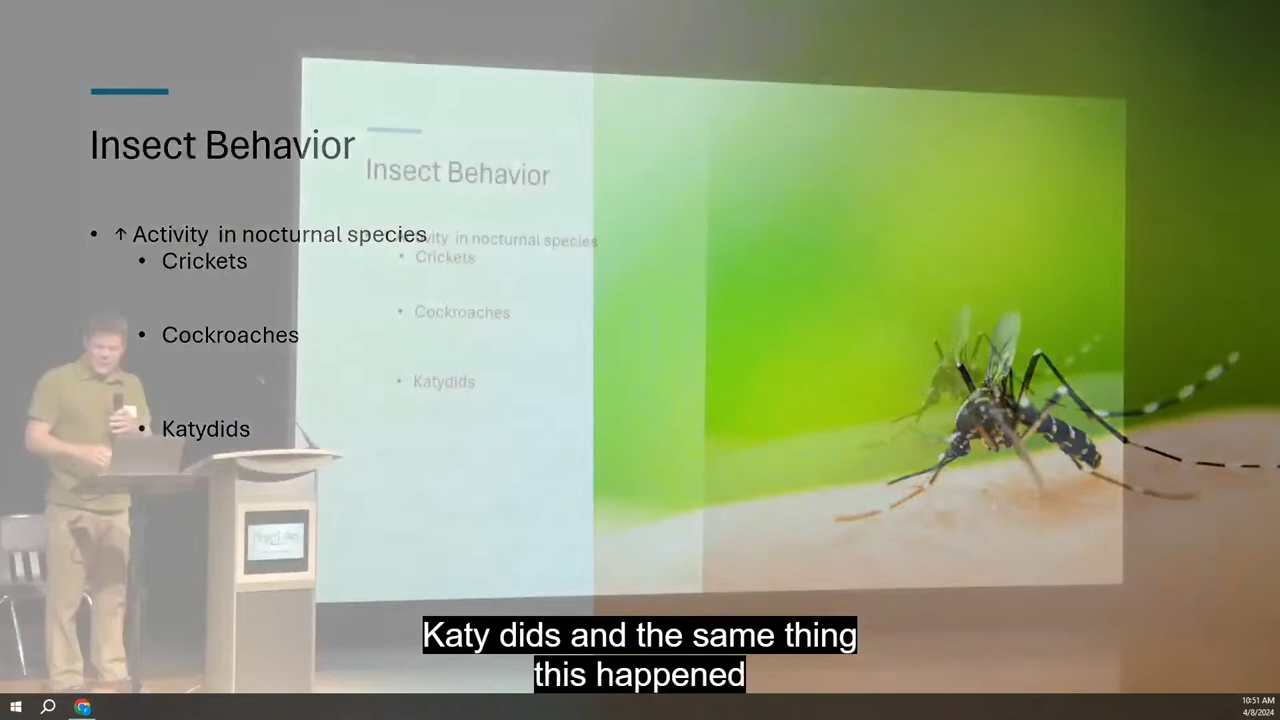 Insect Behavior
• ↑ Activity in nocturnal species
• Crickets
• Cockroaches
• Katydids
Insect Behavior
in nocturnal species
• Crickets
• Cockroaches
• Katydids
Katy dids and the same thing
this happened
10:51 AM
4/8/2024